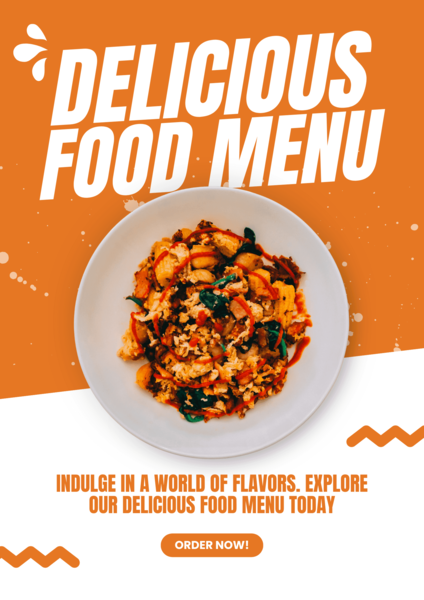 DELICIOUS
FOOD MENU
INDULGE IN A WORLD OF FLAVORS. EXPLORE
OUR DELICIOUS FOOD MENU TODAY
ORDER NOW!